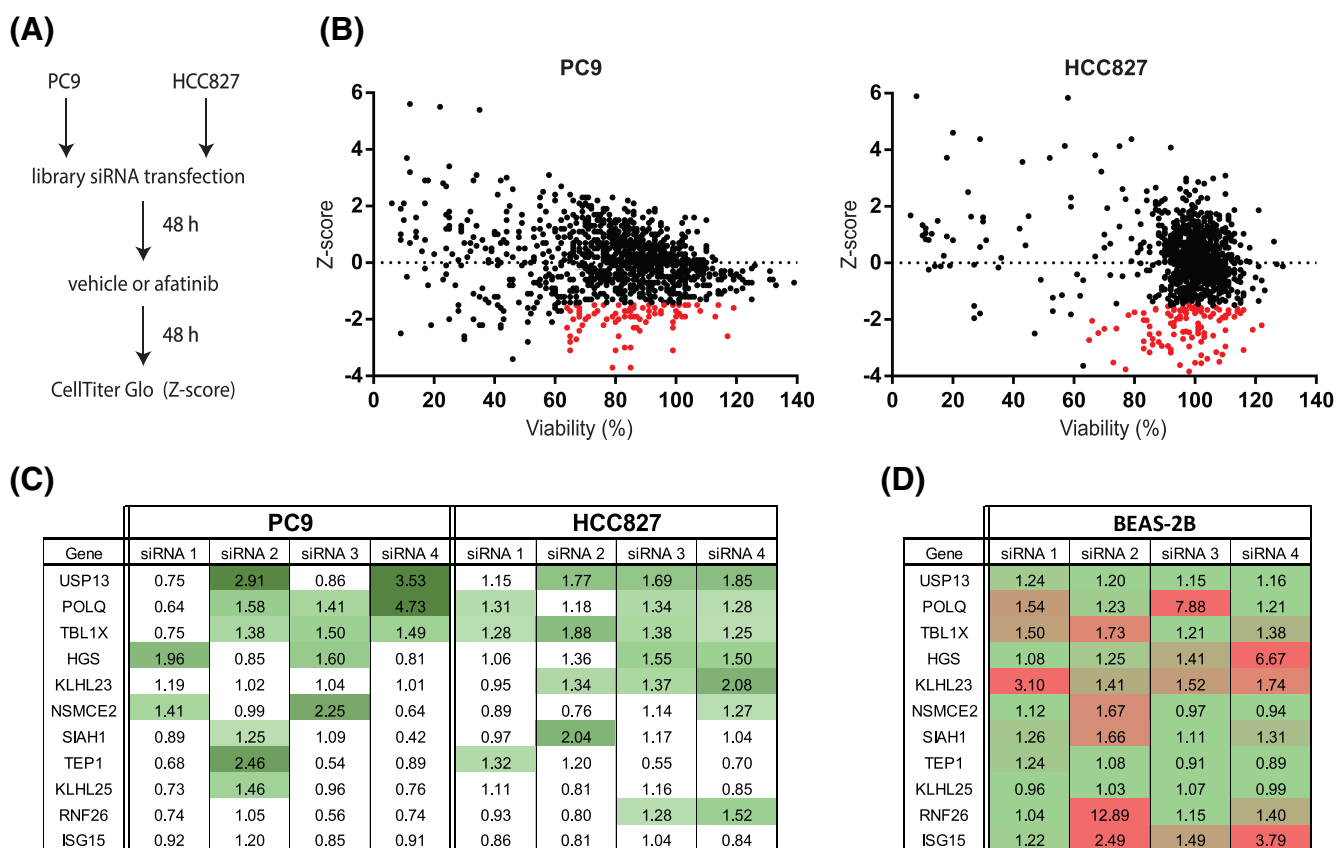 (A)
PC9 HCC827
library siRNA transfection
48 h
vehicle or afatinib
48 h
CellTiter Glo (Z-score)
(B)
PC9
Z-score
6
4
2
0
-2
-4
0 20 40 60 80 100 120 140
Viability (%)
HCC827
Z-score
6
4
2
0
-2
-4
0 20 40 60 80 100 120 140
Viability (%)
(C)
PC9 HCC827
Gene siRNA 1 siRNA 2 siRNA 3 siRNA 4 siRNA 1 siRNA 2 siRNA 3 siRNA 4
USP13 0.75 2.91 0.86 3.53 1.15 1.77 1.69 1.85
POLQ 0.64 1.58 1.41 4.73 1.31 1.18 1.34 1.28
TBL1X 0.75 1.38 1.50 1.49 1.28 1.88 1.38 1.25
HGS 1.96 0.85 1.60 0.81 1.06 1.36 1.55 1.50
KLHL23 1.19 1.02 1.04 1.01 0.95 1.34 1.37 2.08
NSMCE2 1.41 0.99 2.25 0.64 0.89 0.76 1.14 1.27
SIAH1 0.89 1.25 1.09 0.42 0.97 2.04 1.17 1.04
TEP1 0.68 2.46 0.54 0.89 1.32 1.20 0.55 0.70
KLHL25 0.73 1.46 0.96 0.76 1.11 0.81 1.16 0.85
RNF26 0.74 1.05 0.56 0.74 0.93 0.80 1.28 1.52
ISG15 0.92 1.20 0.85 0.91 0.86 0.81 1.04 0.84
(D)
BEAS-2B
Gene siRNA 1 siRNA 2 siRNA 3 siRNA 4
USP13 1.24 1.20 1.15 1.16
POLQ 1.54 1.23 7.88 1.21
TBL1X 1.50 1.73 1.21 1.38
HGS 1.08 1.25 1.41 6.67
KLHL23 3.10 1.41 1.52 1.74
NSMCE2 1.12 1.67 0.97 0.94
SIAH1 1.26 1.66 1.11 1.31
TEP1 1.24 1.08 0.91 0.89
KLHL25 0.96 1.03 1.07 0.99
RNF26 1.04 12.89 1.15 1.40
ISG15 1.22 2.49 1.49 3.79